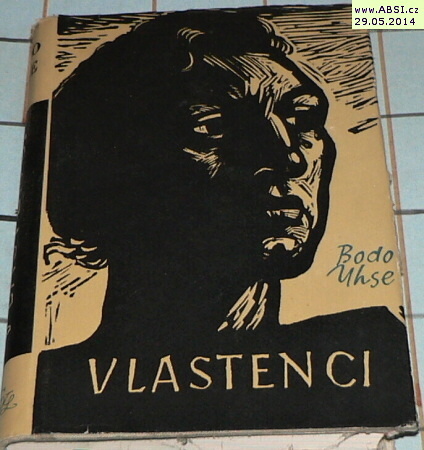 www.ABSI.cz
29.05.2014
Bodo
Uhse
VLASTENCI